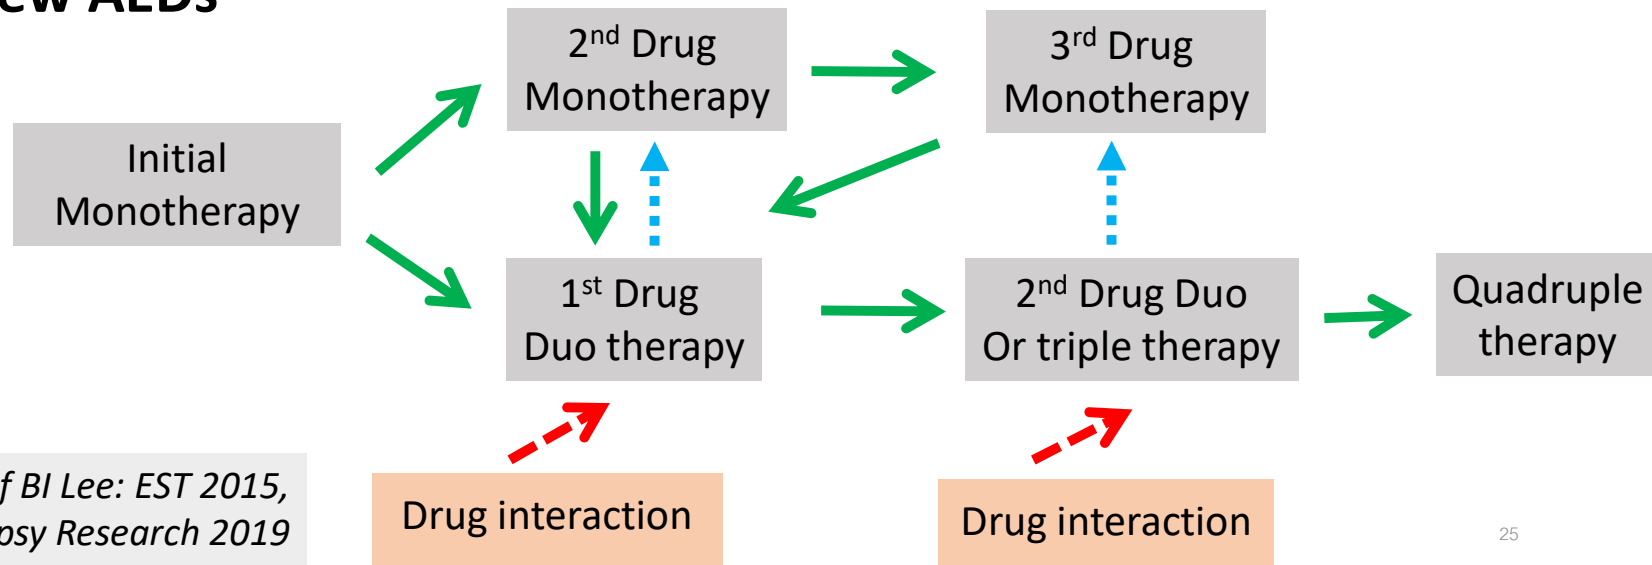 AEDs
2nd Drug
Monotherapy
3rd Drug
Monotherapy
Initial
Monotherapy
1st Drug
Duo therapy
2nd Drug Duo
Or triple therapy
Quadruple
therapy
BI Lee: EST 2015,
Research 2019
Drug interaction
Drug interaction
25